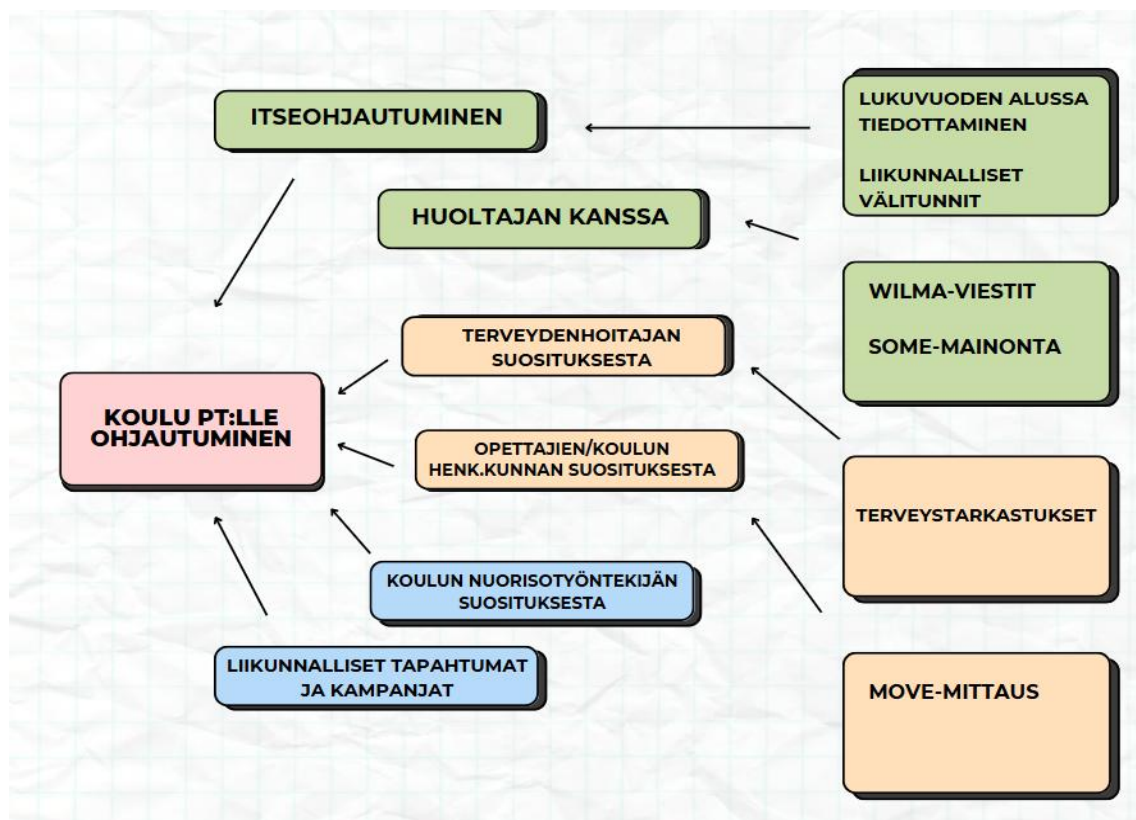 ITSEOHJAUTUMINEN
HUOLTAJAN KANSSA
TERVEYDENHOITAJAN
SUOSITUKSESTA
KOULU PT:LLE
OHJAUTUMINEN
OPETTAJIEN/KOULUN
HENK.KUNNAN SUOSITUKSESTA
KOULUN NUORISOTYÖNTEKIJÄN
SUOSITUKSESTA
LIIKUNNALLISET TAPAHTUMAT
JA KAMPANJAT
LUKUVUODEN ALUSSA
TIEDOTTAMINEN
LIIKUNNALLISET
VÄLITUNNIT
WILMA-VIESTIT
SOME-MAINONTA
TERVEYSTARKASTUKSET
MOVE-MITTAUS